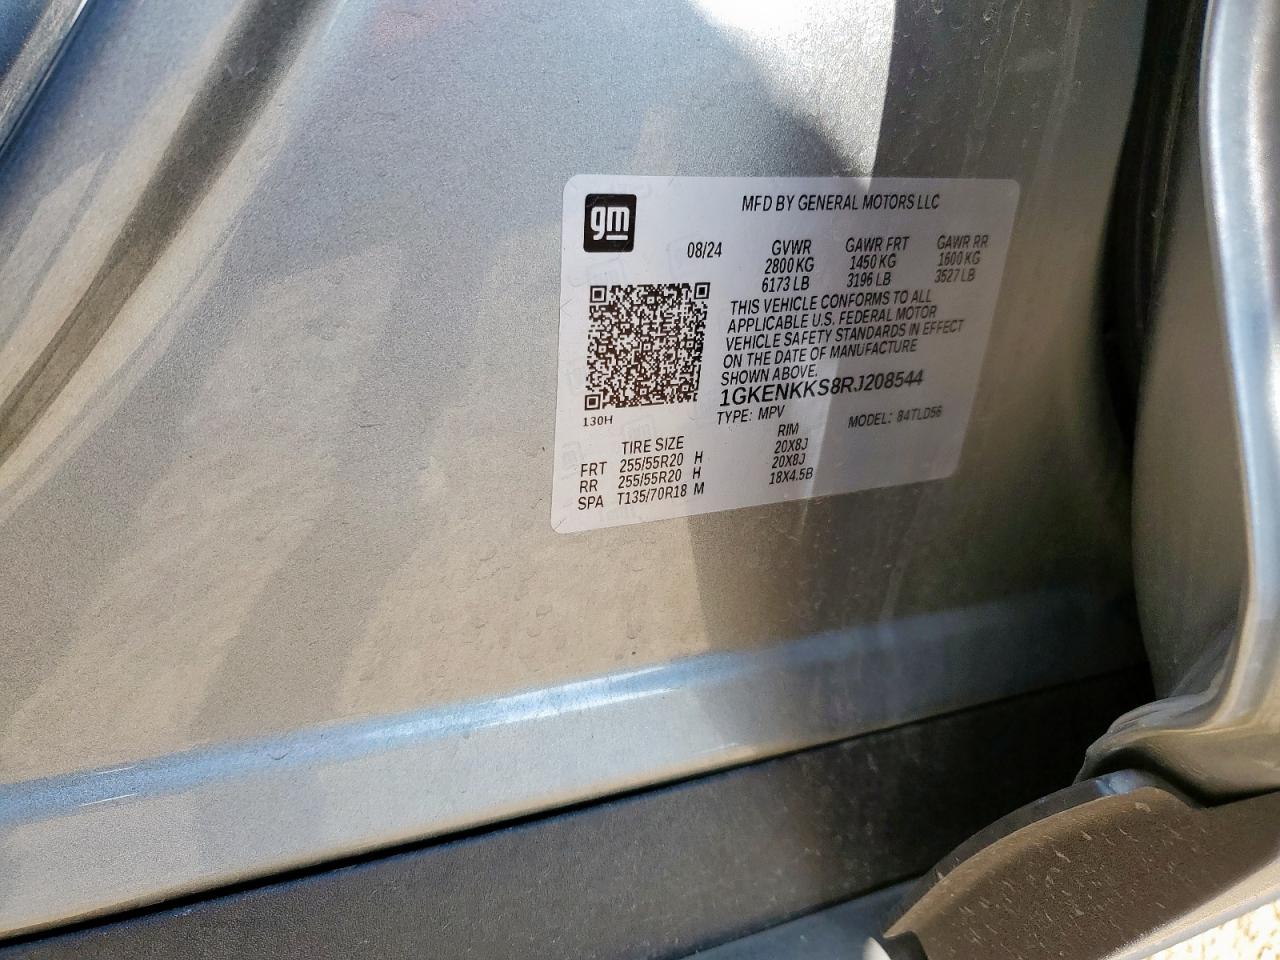 gm
MFD BY GENERAL MOTORS LLC
08/24
GVWR GAWR FRT GAWR RR
2800 KG 1450 KG 1600 KG
6173 LB 3196 LB 3527 LB
THIS VEHICLE CONFORMS TO ALL
APPLICABLE U.S. FEDERAL MOTOR
VEHICLE SAFETY STANDARDS IN EFFECT
ON THE DATE OF MANUFACTURE
SHOWN ABOVE.
1GKENKKS8RJ208544
130H
TYPE: MPV MODEL: 84TLD56
TIRE SIZE RIM
FRT 255/55R20 H 20X8J
RR 255/55R20 H 20X8J
SPA T135/70R18 M 18X4.5B